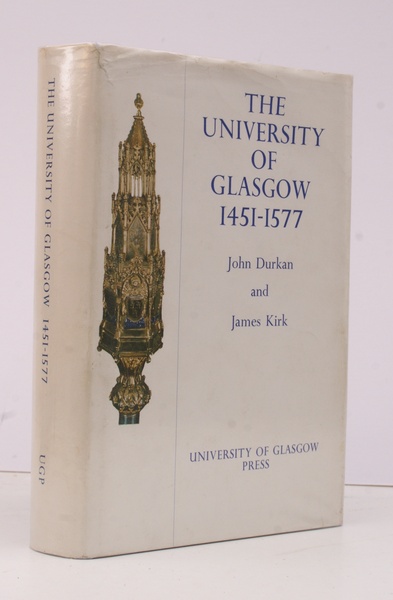 THE UNIVERSITY OF GLASGOW 1451-1577
UGP
THE
UNIVERSITY
OF
GLASGOW
1451-1577
John Durkan
and
James Kirk
UNIVERSITY OF GLASGOW
PRESS